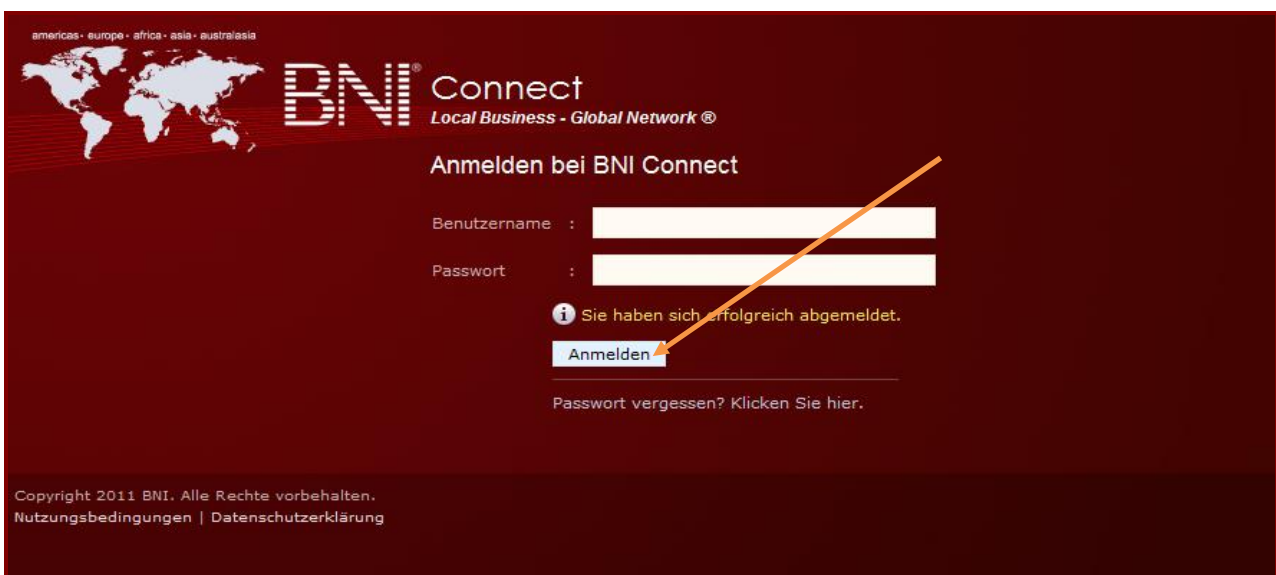 americas· europe· africa· asia· australasia
BNI® Connect
Local Business - Global Network ®
Anmelden bei BNI Connect
Benutzername :
Passwort :
i Sie haben sich erfolgreich abgemeldet.
Anmelden
Passwort vergessen? Klicken Sie hier.
Copyright 2011 BNI. Alle Rechte vorbehalten.
Nutzungsbedingungen | Datenschutzerklärung